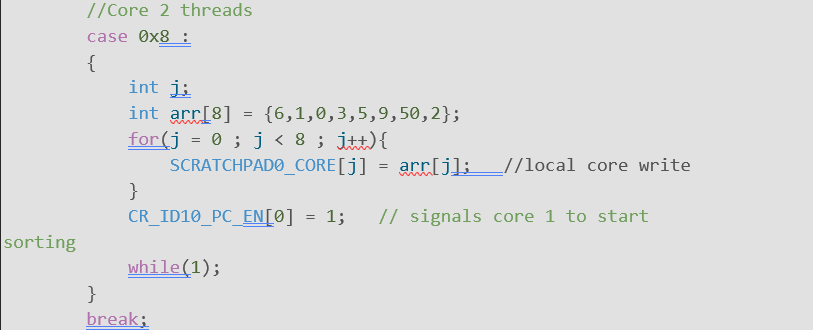 //Core 2 threads
case 0x8 :
{
int j;
int arr[8] = {6,1,0,3,5,9,50,2};
for(j = 0 ; j < 8 ; j++){
SCRATCHPAD0_CORE[j] = arr[j];   //local core write
}
CR_ID10_PC_EN[0] = 1;   // signals core 1 to start
sorting
while(1);
}
break;